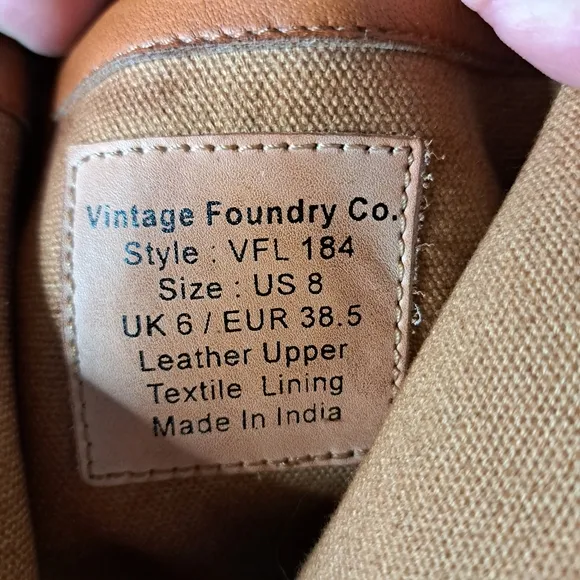 Vintage Foundry Co.
Style : VFL 184
Size : US 8
UK 6 / EUR 38.5
Leather Upper
Textile Lining
Made In India